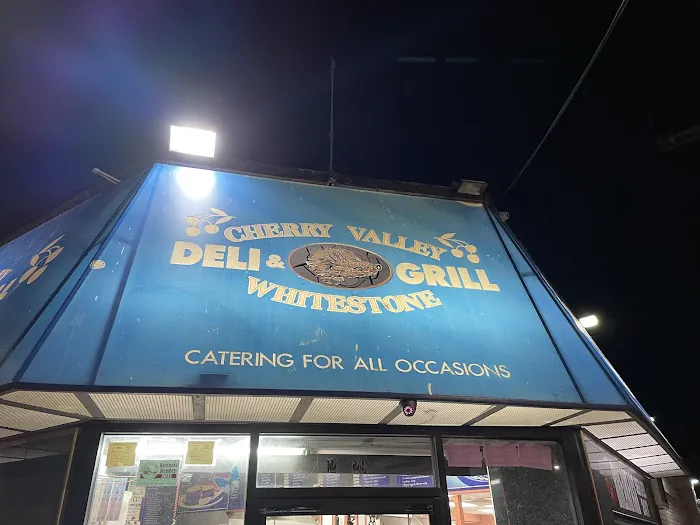 CHERRY VALLEY
DELI & GRILL
WHITESTONE
CATERING FOR ALL OCCASIONS